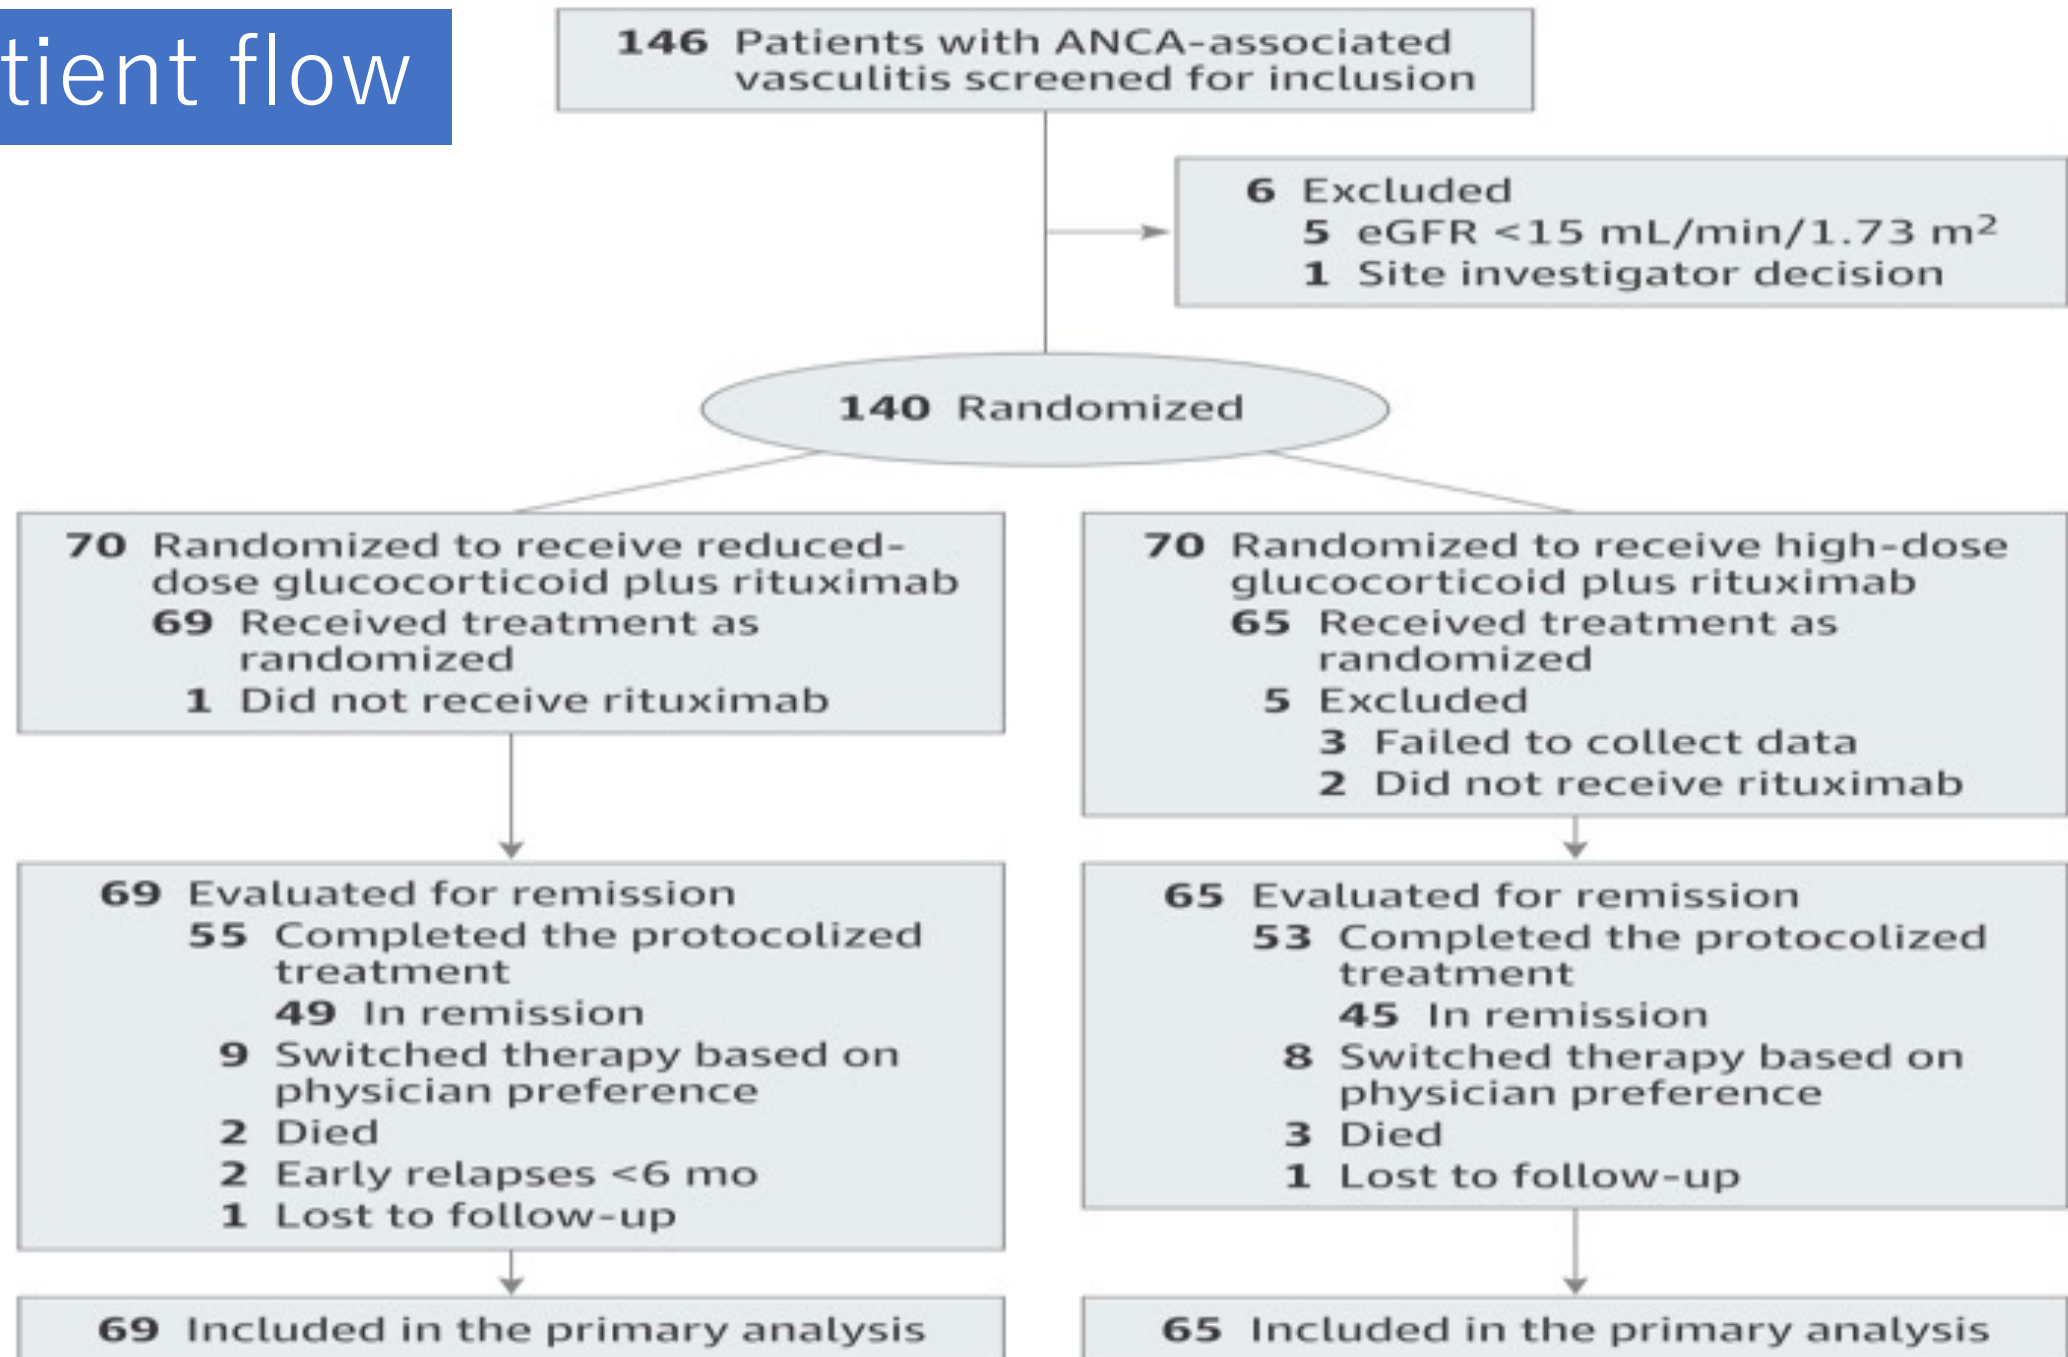 tient flow
146 Patients with ANCA-associated
vasculitis screened for inclusion
6 Excluded
5 eGFR <15 mL/min/1.73 m²
1 Site investigator decision
140 Randomized
70 Randomized to receive reduced-
dose glucocorticoid plus rituximab
69 Received treatment as
randomized
1 Did not receive rituximab
70 Randomized to receive high-dose
glucocorticoid plus rituximab
65 Received treatment as
randomized
5 Excluded
3 Failed to collect data
2 Did not receive rituximab
69 Evaluated for remission
55 Completed the protocolized
treatment
49 In remission
9 Switched therapy based on
physician preference
2 Died
2 Early relapses <6 mo
1 Lost to follow-up
65 Evaluated for remission
53 Completed the protocolized
treatment
45 In remission
8 Switched therapy based on
physician preference
3 Died
1 Lost to follow-up
69 Included in the primary analysis
65 Included in the primary analysis